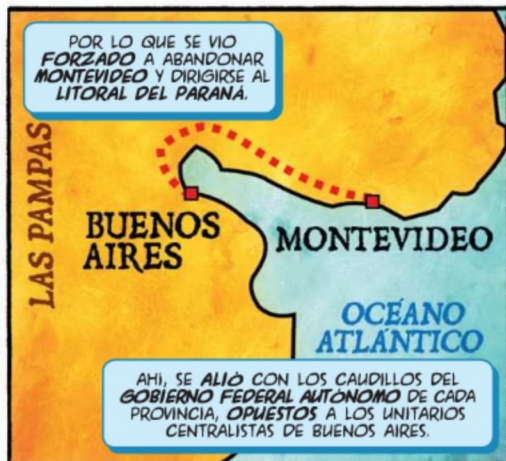 POR LO QUE SE VIO
FORZADO A ABANDONAR
MONTEVIDEO Y DIRIGIRSE AL
LITORAL DEL PARANÁ.
LAS PAMPAS
BUENOS
AIRES
MONTEVIDEO
OCÉANO
ATLÁNTICO
AHI, SE ALIÓ CON LOS CAUDILLOS DEL
GOBIERNO FEDERAL AUTÓNOMO DE CADA
PROVINCIA, OPUESTOS A LOS UNITARIOS
CENTRALISTAS DE BUENOS AIRES.